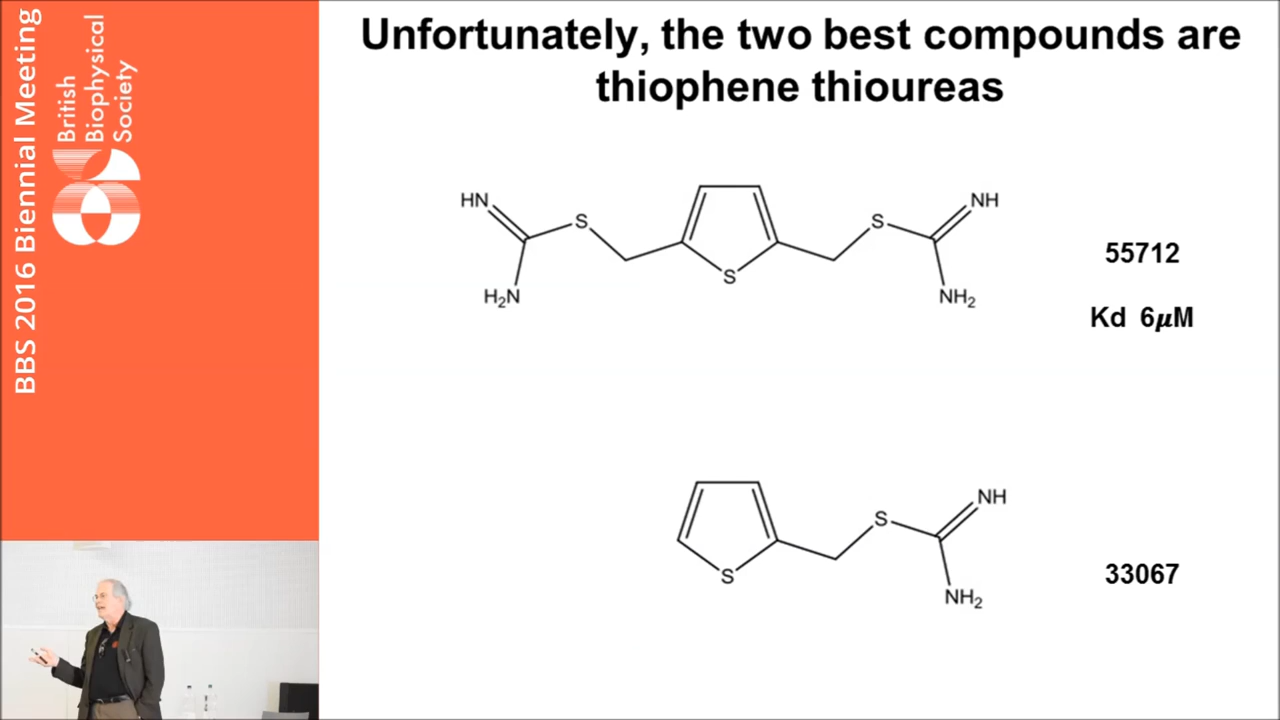 BBS 2016 Biennial Meeting
British
Biophysical
Society
Unfortunately, the two best compounds are
thiophene thioureas
HN
S
S
NH
H₂N
S
NH₂
55712
Kd 6μM
S
NH
S
NH₂
33067